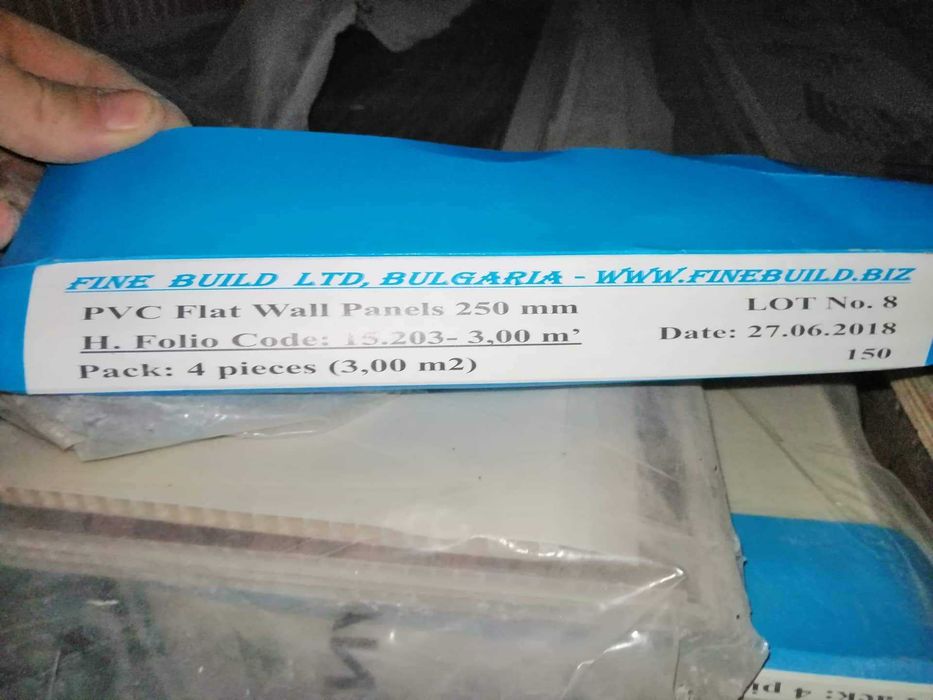 FINE BUILD LTD, BULGARIA - WWW.FINEBUILD.BIZ
PVC Flat Wall Panels 250 mm
LOT No. 8
H. Folio Code: 15.203- 3,00 m’
Date: 27.06.2018
Pack: 4 pieces (3,00 m2)
150